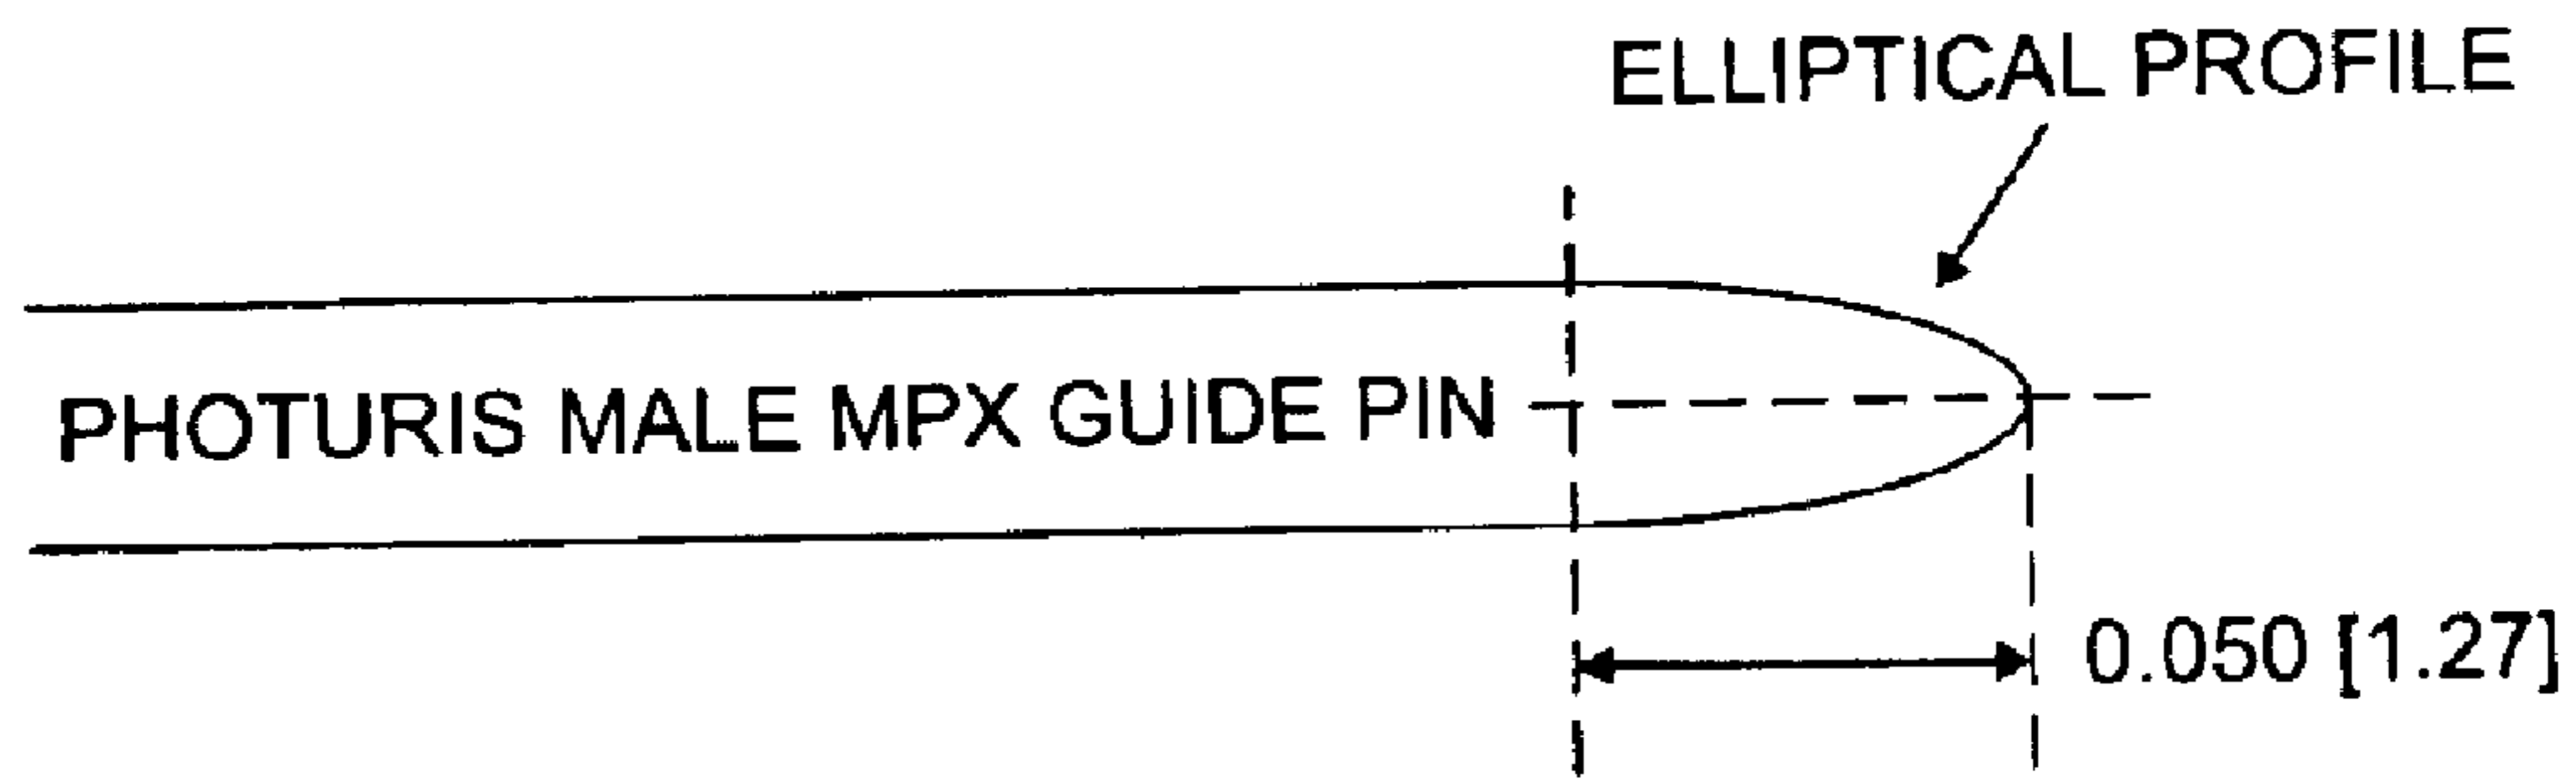 ELLIPTICAL PROFILE
PHOTURIS MALE MPX GUIDE PIN
0.050 [1.27]